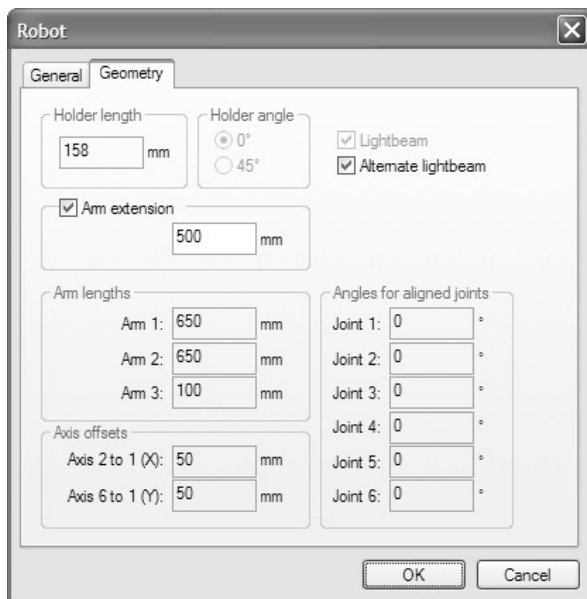 Robot
General Geometry
Holder length
158 mm
Holder angle
0°
45°
Lightbeam
Alternate lightbeam
Arm extension
500 mm
Arm lengths
Arm 1: 650 mm
Arm 2: 650 mm
Arm 3: 100 mm
Axis offsets
Axis 2 to 1 (X): 50 mm
Axis 6 to 1 (Y): 50 mm
Angles for aligned joints
Joint 1: 0 °
Joint 2: 0 °
Joint 3: 0 °
Joint 4: 0 °
Joint 5: 0 °
Joint 6: 0 °
OK Cancel